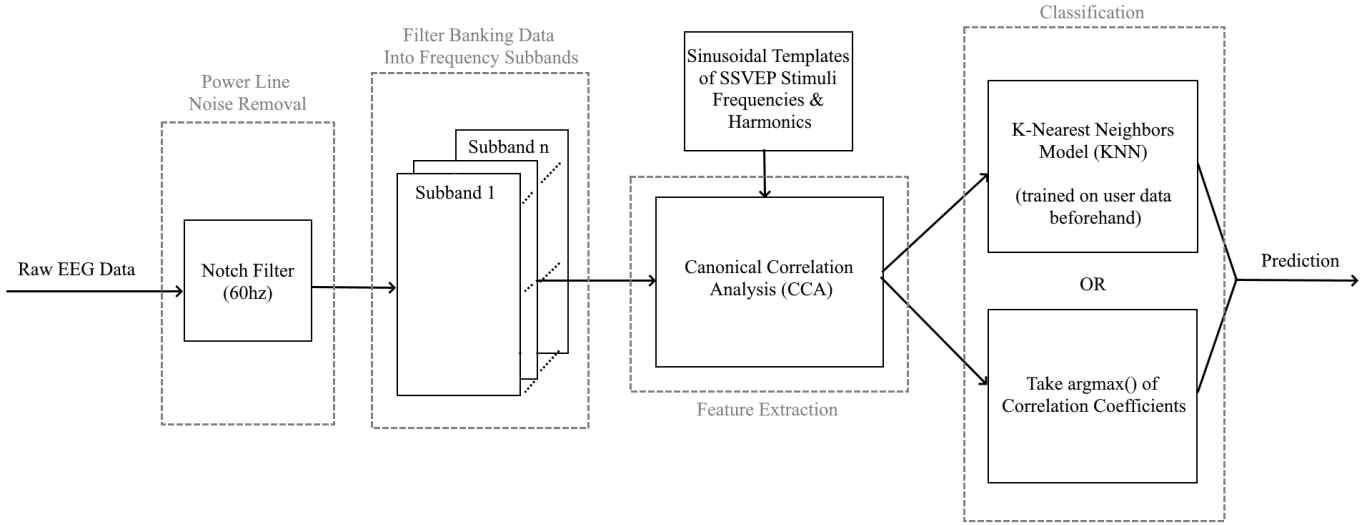 Raw EEG Data
Power Line
Noise Removal
Notch Filter
(60hz)
Filter Banking Data
Into Frequency Subbands
Subband n
Subband 1
Sinusoidal Templates
of SSVEP Stimuli
Frequencies &
Harmonics
Canonical Correlation
Analysis (CCA)
Feature Extraction
Classification
K-Nearest Neighbors
Model (KNN)
(trained on user data
beforehand)
OR
Take argmax() of
Correlation Coefficients
Prediction